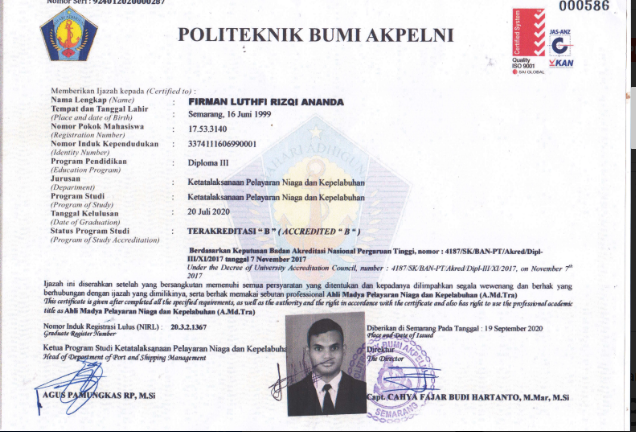 Nomor Seri : 924012020000287
000586
POLITEKNIK BUMI AKPELNI
Certified System
Quality
ISO 9001
SAI GLOBAL
JAS-ANZ
KAN
Memberikan Ijazah kepada (Certified to) :
Nama Lengkap (Name) : FIRMAN LUTHFI RIZQI ANANDA
Tempat dan Tanggal Lahir : Semarang, 16 Juni 1999
(Place and date of Birth)
Nomor Pokok Mahasiswa : 17.53.3140
(Registration Number)
Nomor Induk Kependudukan : 3374111606990001
(Identity Number)
Program Pendidikan : Diploma III
(Education Program)
Jurusan : Ketatalaksanaan Pelayaran Niaga dan Kepelabuhan
(Department)
Program Studi : Ketatalaksanaan Pelayaran Niaga dan Kepelabuhan
(Program of Study)
Tanggal Kelulusan : 20 Juli 2020
(Date of Graduation)
Status Program Studi : TERAKREDITASI " B " ( ACCREDITED " B " )
(Program of Study Accreditation)
Berdasarkan Keputusan Badan Akreditasi Nasional Perguruan Tinggi, nomor : 4187/SK/BAN-PT/Akred/Dipl-
III/XI/2017 tanggal 7 November 2017
Under the Decree of University Accreditation Council, number : 4187/SK/BAN-PT/Akred/Dipl-III/XI/2017, on November 7th
2017
Ijazah ini diserahkan setelah yang bersangkutan memenuhi semua persyaratan yang ditentukan dan kepadanya dilimpahkan segala wewenang dan berhak yang
berhubungan dengan ijazah yang dimilikinya, serta berhak memakai sebutan professional Ahli Madya Pelayaran Niaga dan Kepelabuhan (A.Md.Tra)
This certificate is given after completed all the specified requirements, as well as the authority and the right in accordance with the certificate and also has right to use the profesional academic
title as Ahli Madya Pelayaran Niaga dan Kepelabuhan (A.Md.Tra)
Nomor Induk Registrasi Lulus (NIRL) : 20.3.2.1367
Graduate Register Number
Diberikan di Semarang Pada Tanggal : 19 September 2020
Place and Date of Issued
Ketua Program Studi Ketatalaksanaan Pelayaran Niaga dan Kepelabuhan
Head of Department of Port and Shipping Management
Direktur
The Director
BUMI AKPELNI
SEMARANG
AGUS PAMUNGKAS RP, M.Si
Capt. CAHYA FAJAR BUDI HARTANTO, M.Mar, M.Si